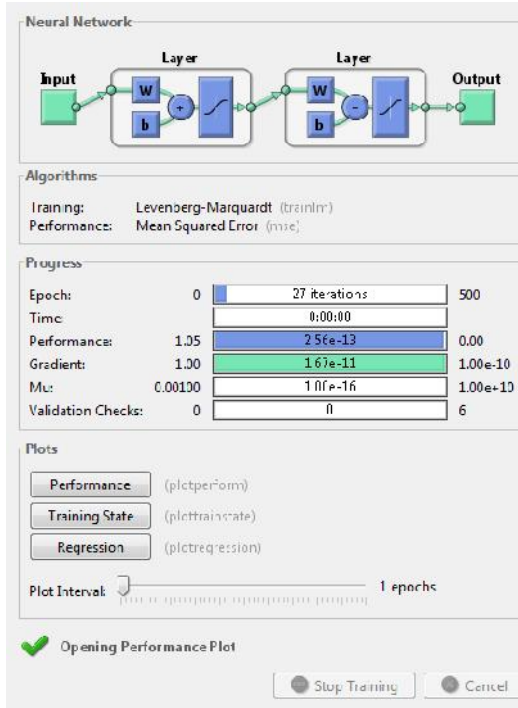 Neural Network
Layer Layer
Input Output
W W
+ -
b b
Algorithms
Training: Levenberg-Marquardt (trainlm)
Performance: Mean Squared Error (mse)
Progress
Epoch: 0 27 iterations 500
Time: 0:00:00
Performance: 1.05 2.56e-13 0.00
Gradient: 1.00 1.67e-11 1.00e-10
Mu: 0.00100 1.00e-16 1.00e+10
Validation Checks: 0 0 6
Plots
Performance (plotperform)
Training State (plottrainstate)
Regression (plotregression)
Plot Interval: 1 epochs
Opening Performance Plot
Stop Training Cancel